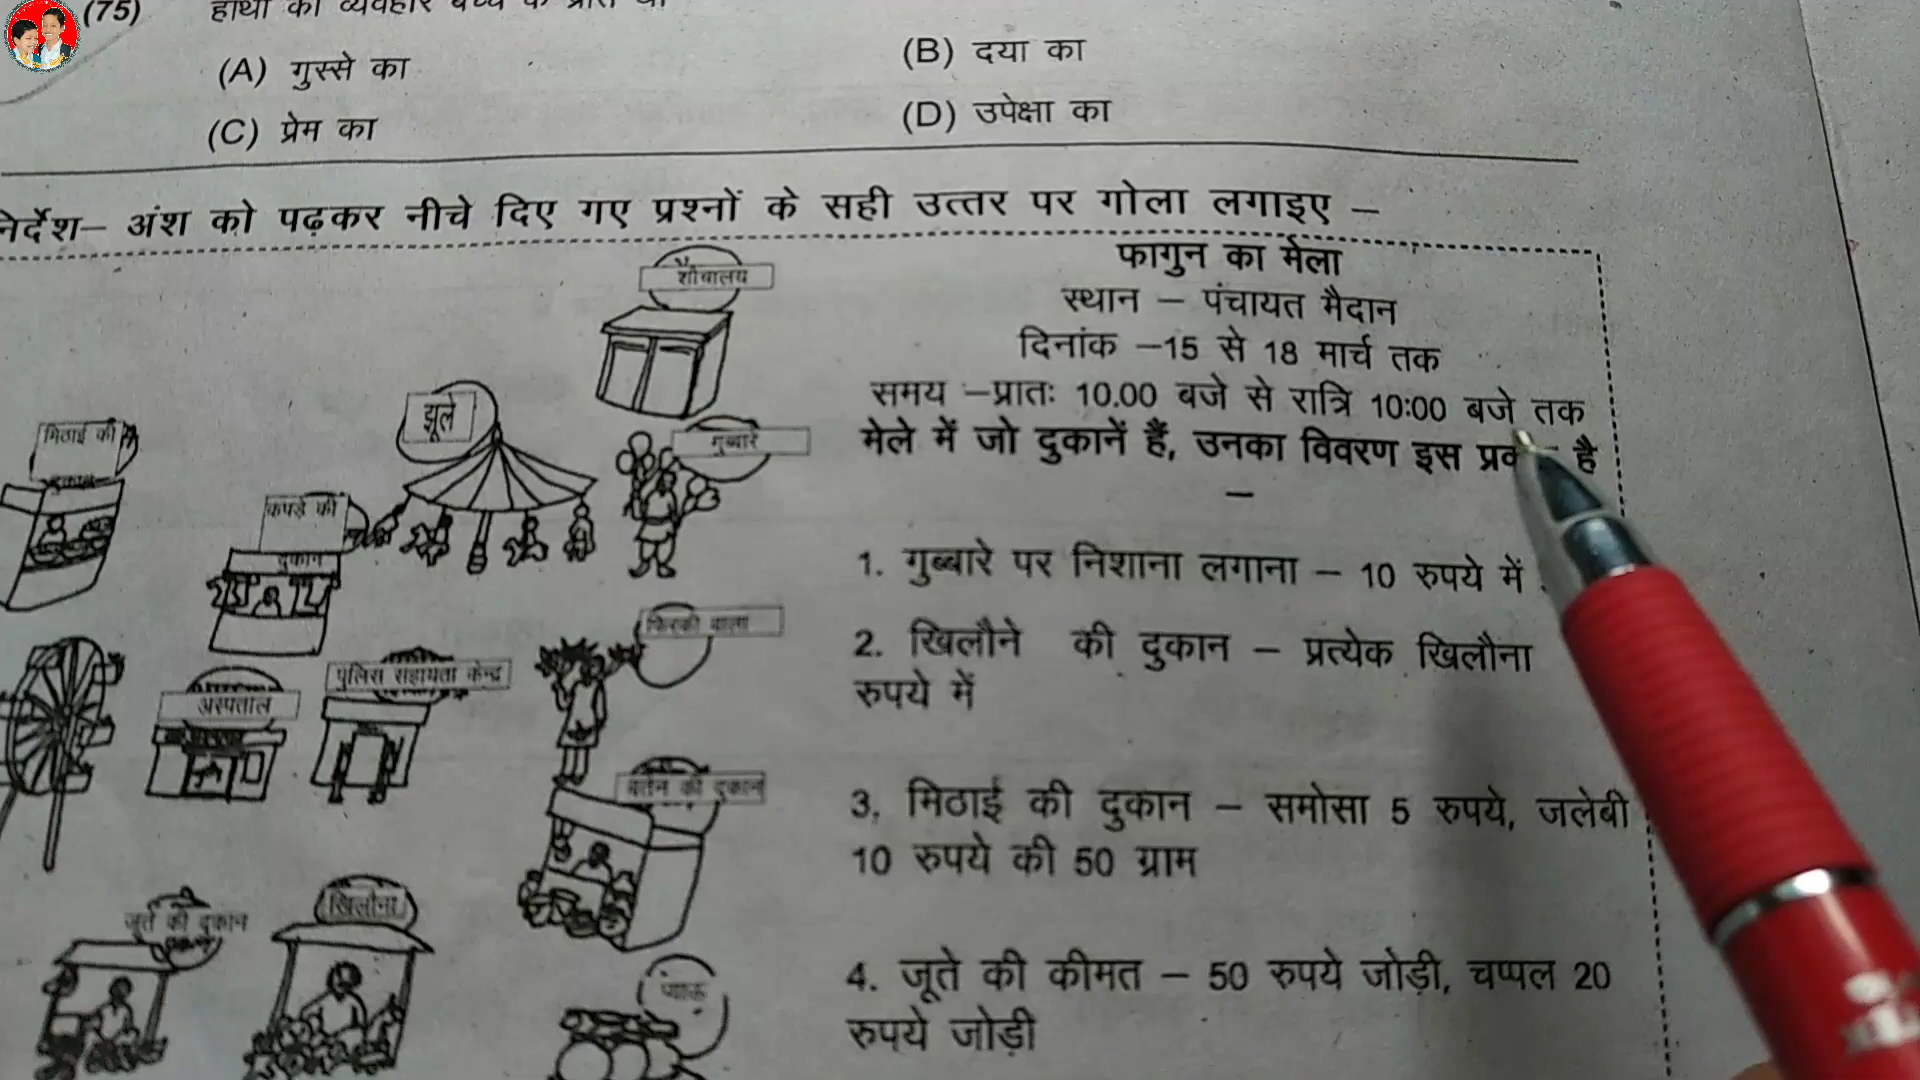 (75) हाथी का व्यवहार बच्चे के प्रति था
(A) गुस्से का
(B) दया का
(C) प्रेम का
(D) उपेक्षा का
निर्देश– अंश को पढ़कर नीचे दिए गए प्रश्नों के सही उत्तर पर गोला लगाइए –
शौचालय
झूले
गुब्बारे
मिठाई की
दुकान
कपड़े की
दुकान
फिरकी वाला
पुलिस सहायता केन्द्र
अस्पताल
बर्तन की दुकान
जूते की दुकान
खिलौना
फागुन का मेला
स्थान – पंचायत मैदान
दिनांक –15 से 18 मार्च तक
समय –प्रातः 10.00 बजे से रात्रि 10:00 बजे तक
मेले में जो दुकानें हैं, उनका विवरण इस है
–
1. गुब्बारे पर निशाना लगाना – 10 रुपये में
2. खिलौने की दुकान – प्रत्येक खिलौना
रुपये में
3. मिठाई की दुकान – समोसा 5 रुपये, जलेबी
10 रुपये की 50 ग्राम
4. जूते की कीमत – 50 रुपये जोड़ी, चप्पल 20
रुपये जोड़ी